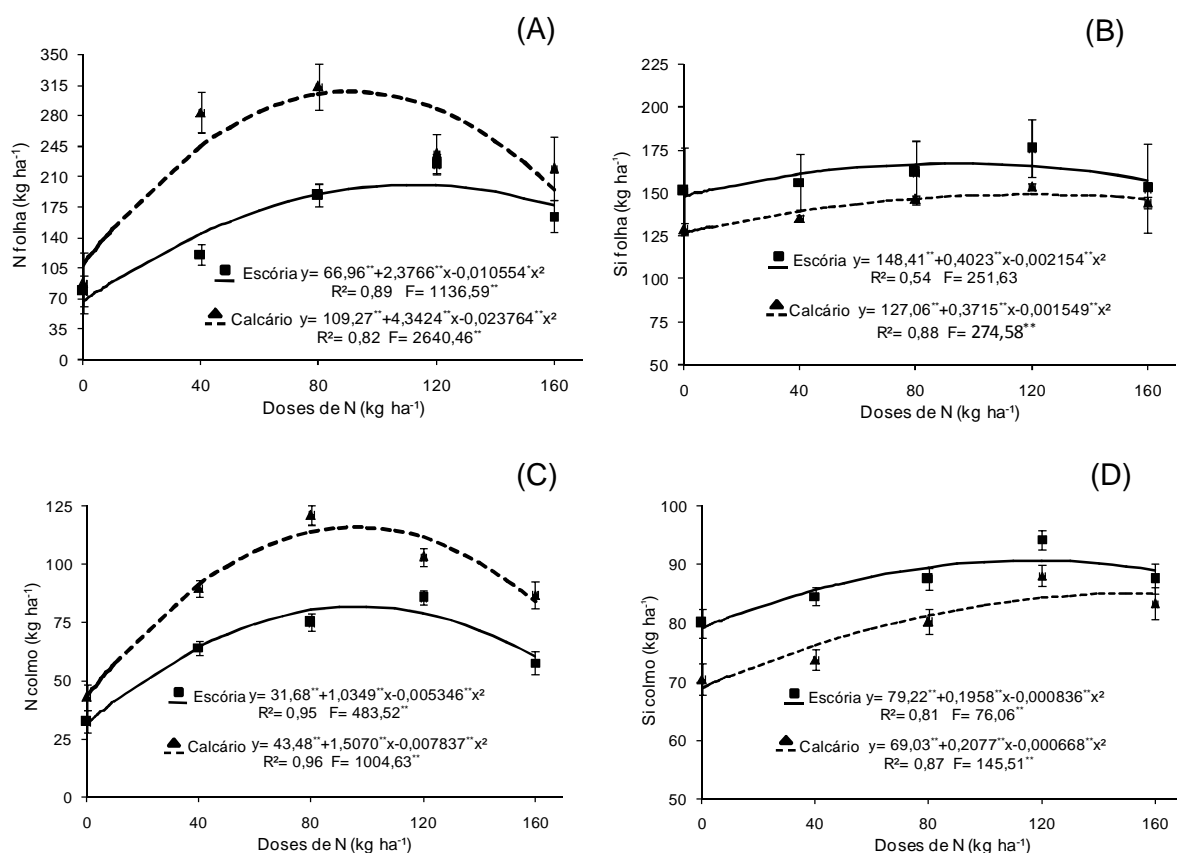 (A)
N folha (kg ha⁻¹)
350
315
280
245
210
175
140
105
70
35
0
Escória y= 66,96**+2,3766**x-0,010554*x²
R²= 0,89 F= 1136,59**
Calcário y= 109,27**+4,3424**x-0,023764**x²
R²= 0,82 F= 2640,46**
0 40 80 120 160
Doses de N (kg ha⁻¹)
(B)
Si folha (kg ha⁻¹)
225
200
175
150
125
100
75
50
Escória y= 148,41**+0,4023**x-0,002154**x²
R²= 0,54 F= 251,63
Calcário y= 127,06**+0,3715**x-0,001549**x²
R²= 0,88 F= 274,58**
0 40 80 120 160
Doses de N (kg ha⁻¹)
(C)
N colmo (kg ha⁻¹)
125
100
75
50
25
0
Escória y= 31,68**+1,0349**x-0,005346**x²
R²= 0,95 F= 483,52**
Calcário y= 43,48**+1,5070**x-0,007837**x²
R²= 0,96 F= 1004,63**
0 40 80 120 160
Doses de N (kg ha⁻¹)
(D)
Si colmo (kg ha⁻¹)
100
90
80
70
60
50
Escória y= 79,22**+0,1958**x-0,000836**x²
R²= 0,81 F= 76,06**
Calcário y= 69,03**+0,2077**x-0,000668**x²
R²= 0,87 F= 145,51**
0 40 80 120 160
Doses de N (kg ha⁻¹)